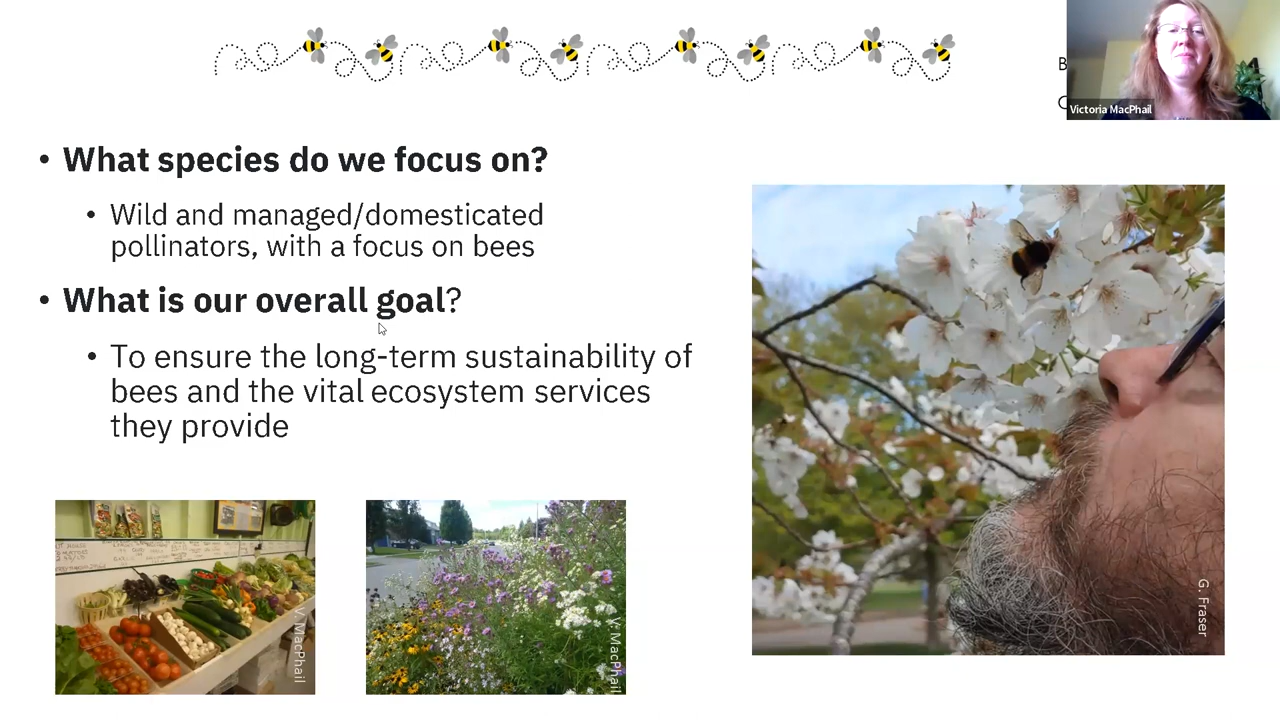 B
C
Victoria MacPhail
• What species do we focus on?
• Wild and managed/domesticated
pollinators, with a focus on bees
• What is our overall goal?
• To ensure the long-term sustainability of
bees and the vital ecosystem services
they provide
V. MacPhail
V. MacPhail
G. Fraser